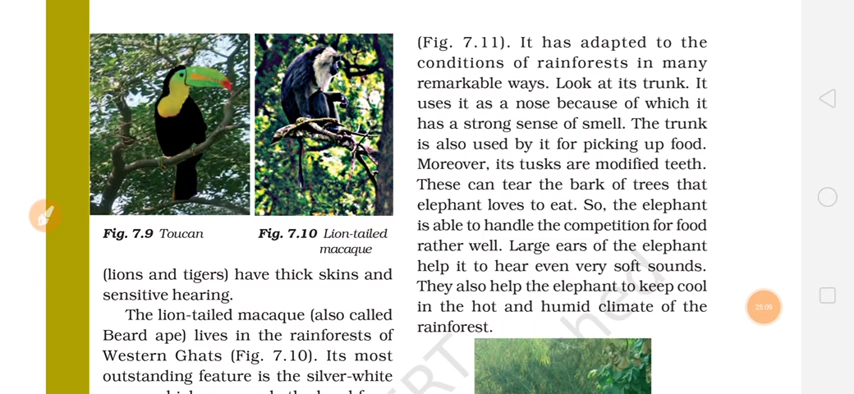 Fig. 7.9 Toucan
Fig. 7.10 Lion-tailed
macaque
(lions and tigers) have thick skins and
sensitive hearing.
The lion-tailed macaque (also called
Beard ape) lives in the rainforests of
Western Ghats (Fig. 7.10). Its most
outstanding feature is the silver-white
(Fig. 7.11). It has adapted to the
conditions of rainforests in many
remarkable ways. Look at its trunk. It
uses it as a nose because of which it
has a strong sense of smell. The trunk
is also used by it for picking up food.
Moreover, its tusks are modified teeth.
These can tear the bark of trees that
elephant loves to eat. So, the elephant
is able to handle the competition for food
rather well. Large ears of the elephant
help it to hear even very soft sounds.
They also help the elephant to keep cool
in the hot and humid climate of the
rainforest.